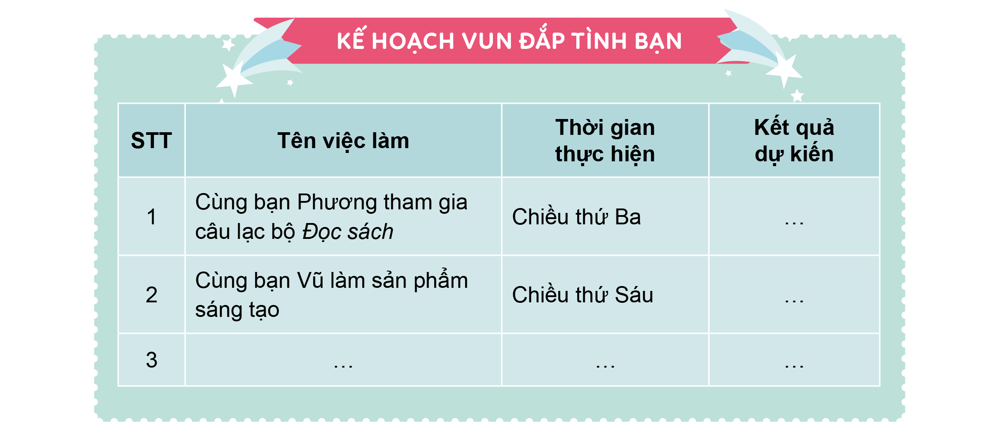 KẾ HOẠCH VUN ĐẮP TÌNH BẠN
STT
Tên việc làm
Thời gian
thực hiện
Kết quả
dự kiến
1
Cùng bạn Phương tham gia
câu lạc bộ Đọc sách
Chiều thứ Ba
...
2
Cùng bạn Vũ làm sản phẩm
sáng tạo
Chiều thứ Sáu
...
3
...
...
...